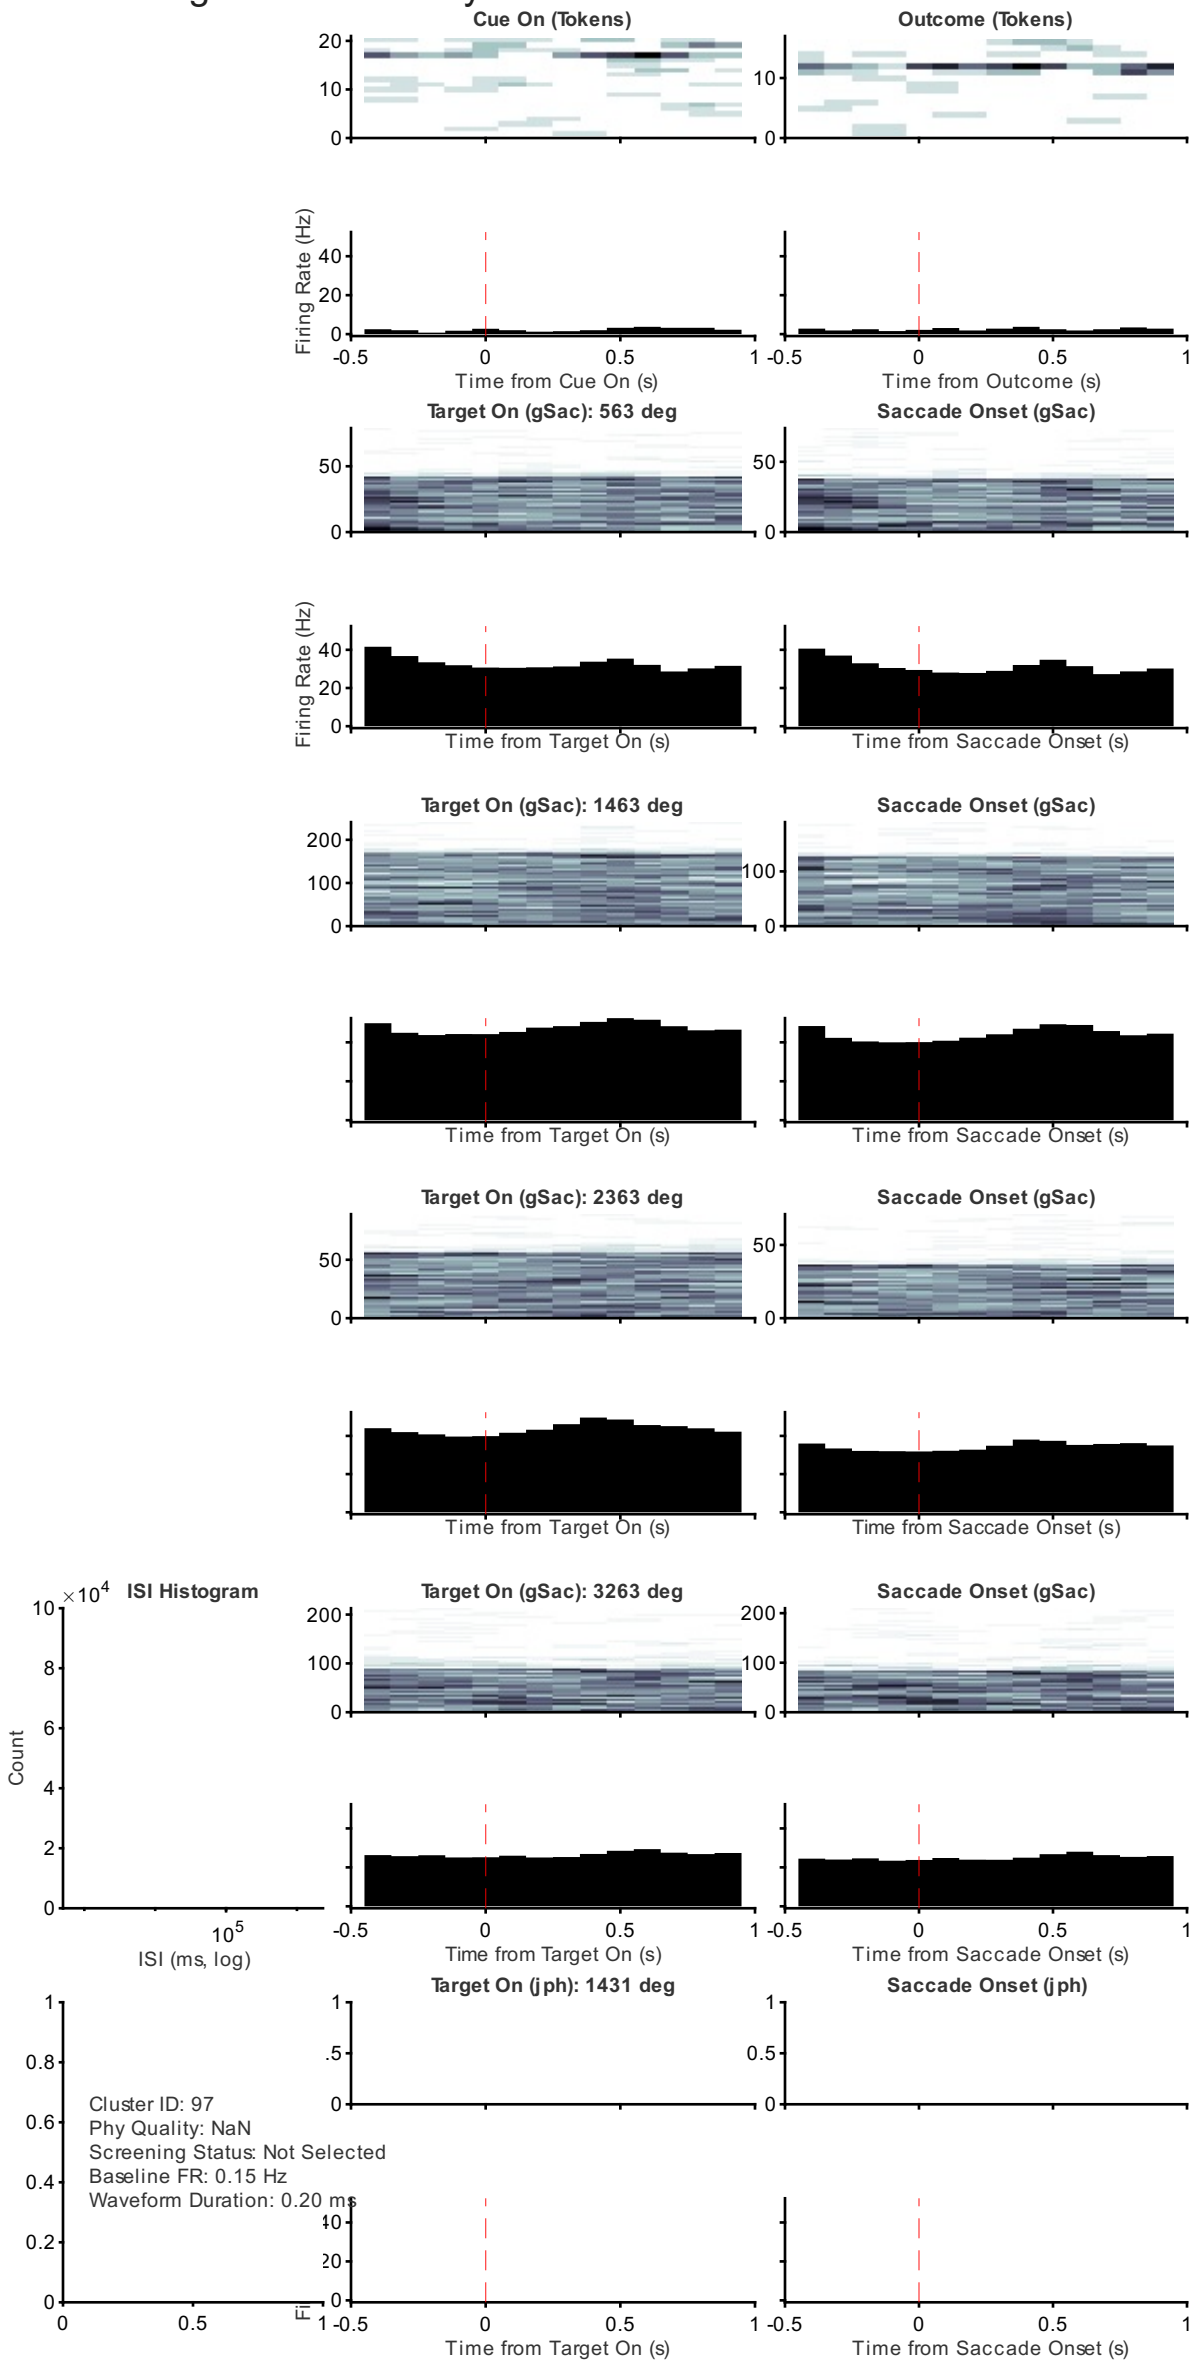 Cue On (Tokens)
Outcome (Tokens)
20
10
0
10
0
Firing Rate (Hz)
40
20
0
-0.5
0
0.5
1
-0.5
0
0.5
1
Time from Cue On (s)
Time from Outcome (s)
Target On (gSac): 563 deg
Saccade Onset (gSac)
50
0
50
0
Firing Rate (Hz)
40
20
0
Time from Target On (s)
Time from Saccade Onset (s)
Target On (gSac): 1463 deg
Saccade Onset (gSac)
200
100
0
100
0
Time from Target On (s)
Time from Saccade Onset (s)
Target On (gSac): 2363 deg
Saccade Onset (gSac)
50
0
50
0
Time from Target On (s)
Time from Saccade Onset (s)
×10⁴
ISI Histogram
Target On (gSac): 3263 deg
Saccade Onset (gSac)
10
8
6
4
2
0
Count
10⁵
ISI (ms, log)
200
100
0
200
100
0
-0.5
0
0.5
1
-0.5
0
0.5
1
Time from Target On (s)
Time from Saccade Onset (s)
Target On (jph): 1431 deg
Saccade Onset (jph)
1
0.8
0.6
0.4
0.2
0
0
0.5
1
Cluster ID: 97
Phy Quality: NaN
Screening Status: Not Selected
Baseline FR: 0.15 Hz
Waveform Duration: 0.20 ms
1
.5
0
1
0.5
0
40
20
0
Fi
-0.5
0
0.5
1
-0.5
0
0.5
1
Time from Target On (s)
Time from Saccade Onset (s)